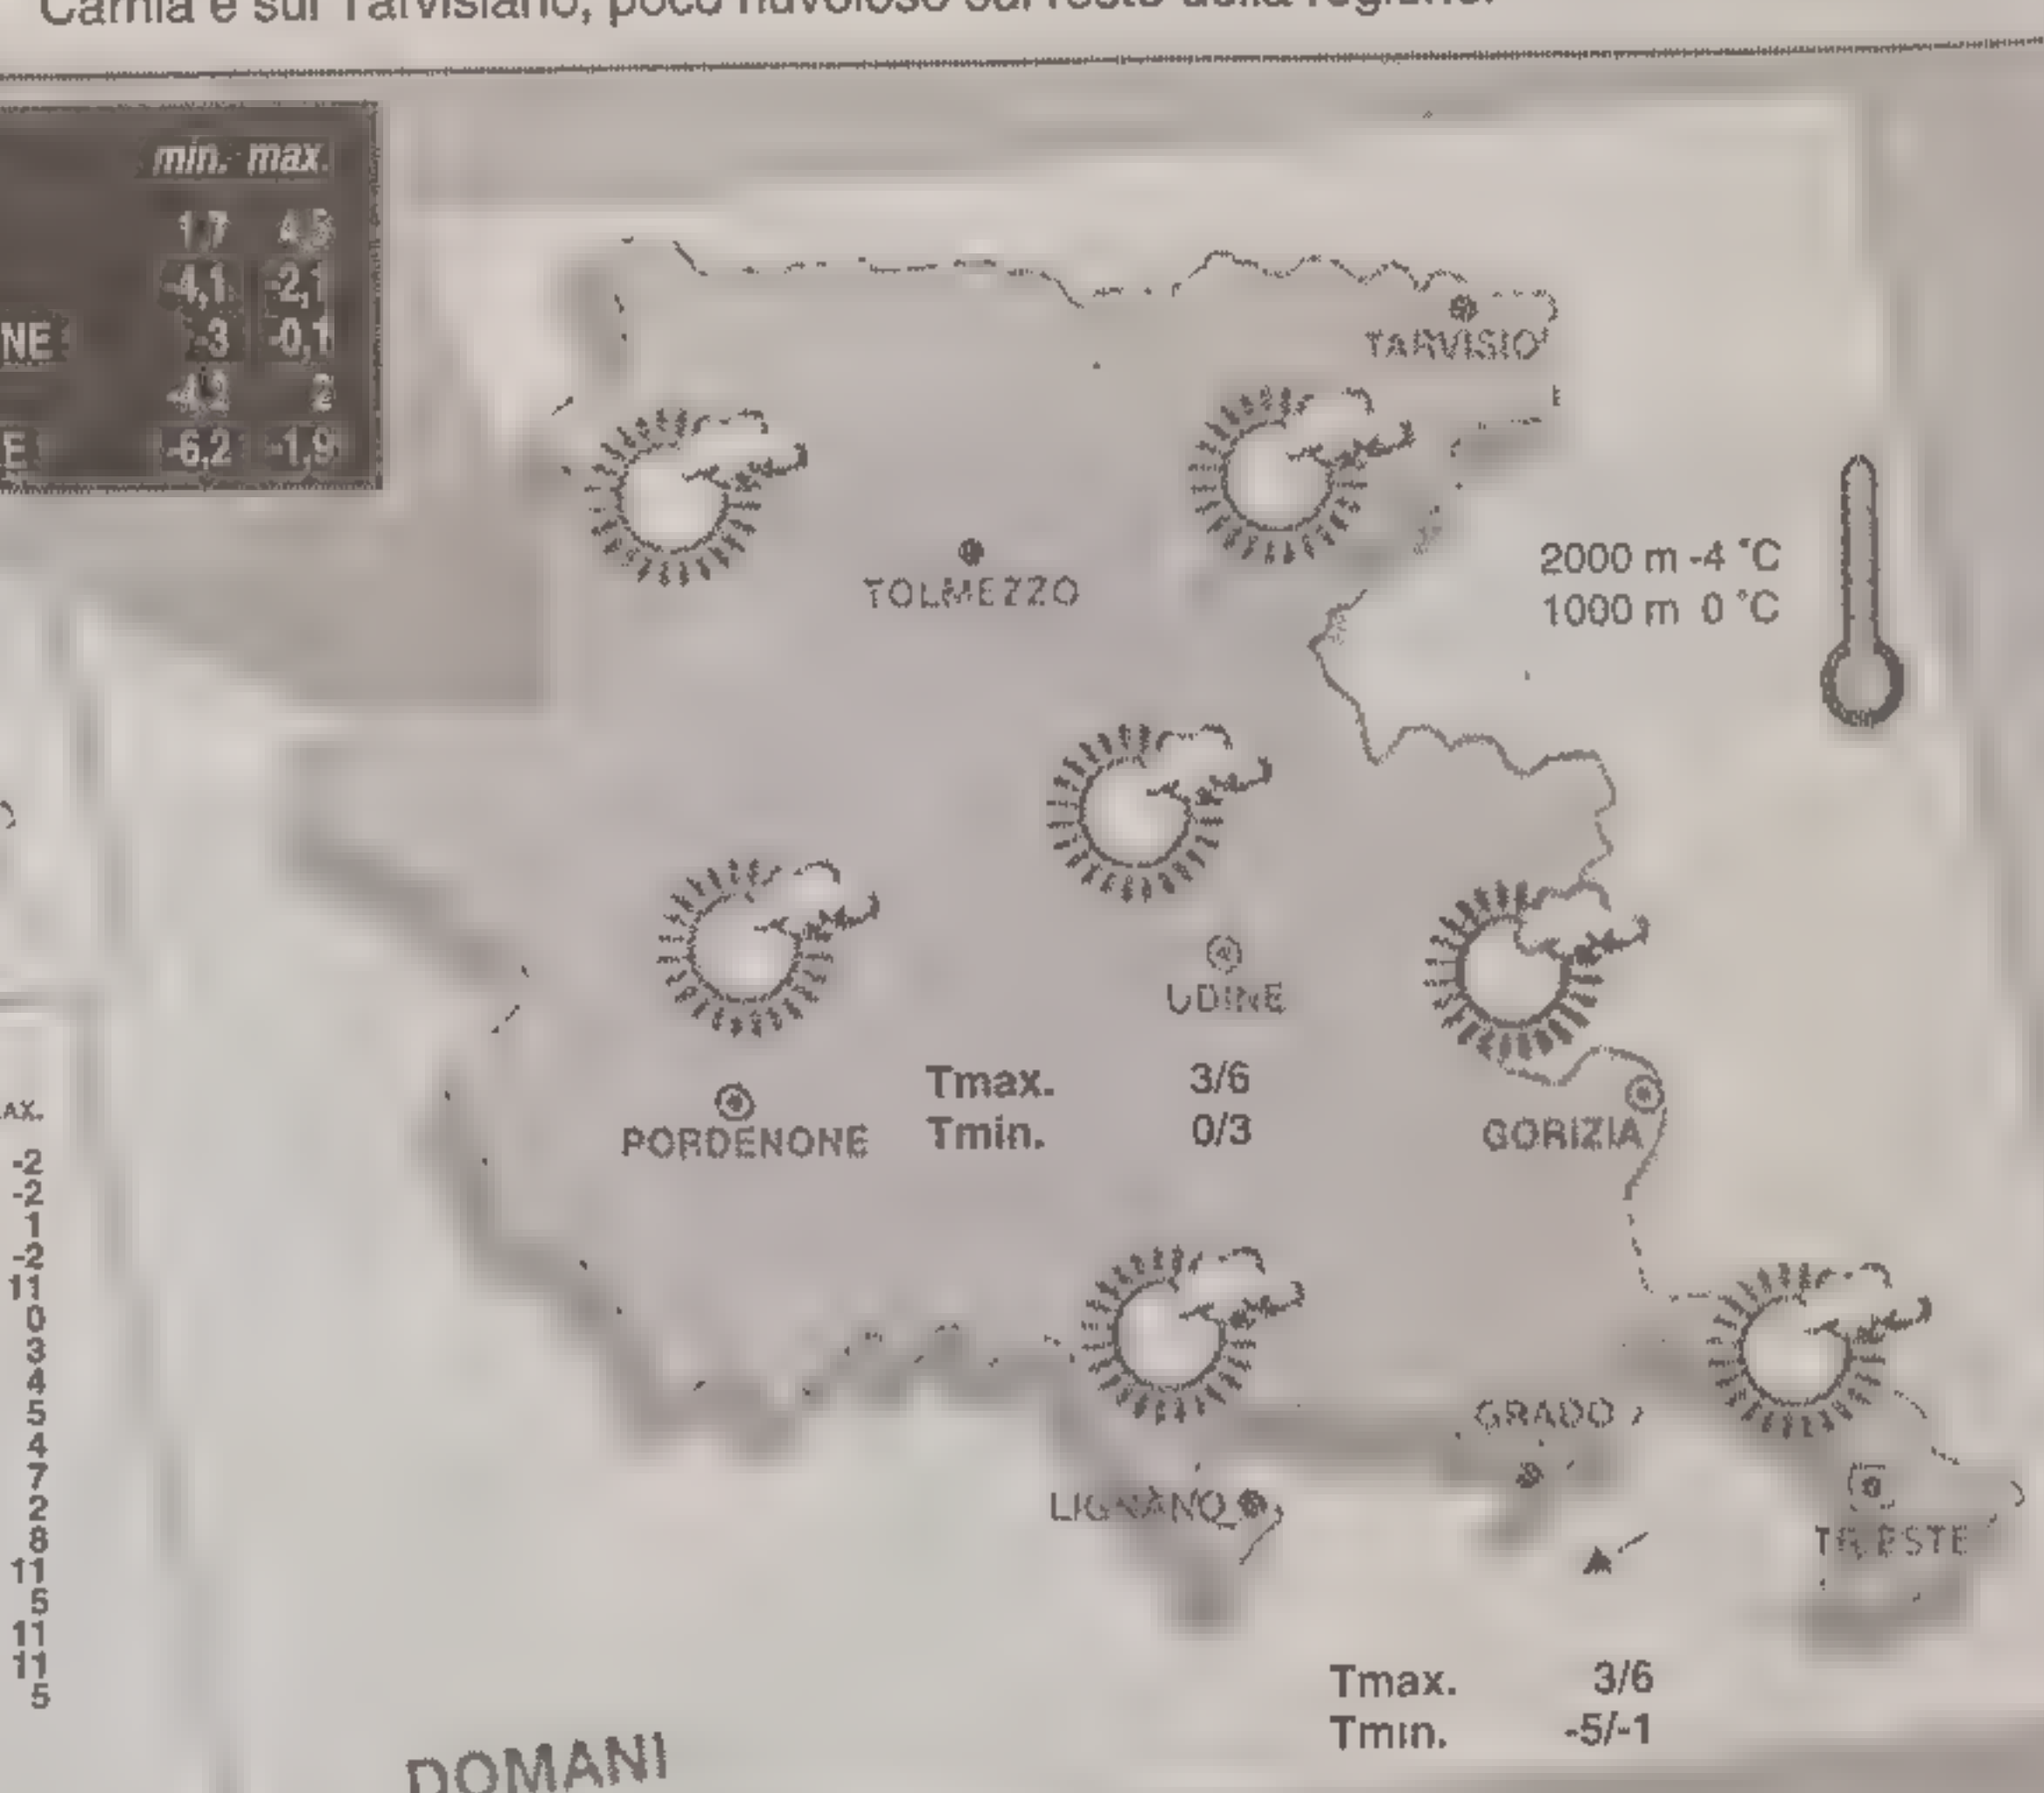 Carnia e sul Tarvisiano, poco nuvoloso sul resto della regione.
min. max.
1,7 4,5
-4,1 -2,1
NE -3 -0,1
2
E -6,2 -1,9
TARVISIO
TOLMEZZO
2000 m -4 °C
1000 m 0 °C
UDINE
PORDENONE
Tmax. 3/6
Tmin. 0/3
GORIZIA
AX.
-2
-2
1
-2
11
0
3
4
5
4
7
2
8
11
5
11
11
5
GRADO
LIGNANO
TRIESTE
Tmax. 3/6
Tmin. -5/-1
DOMANI